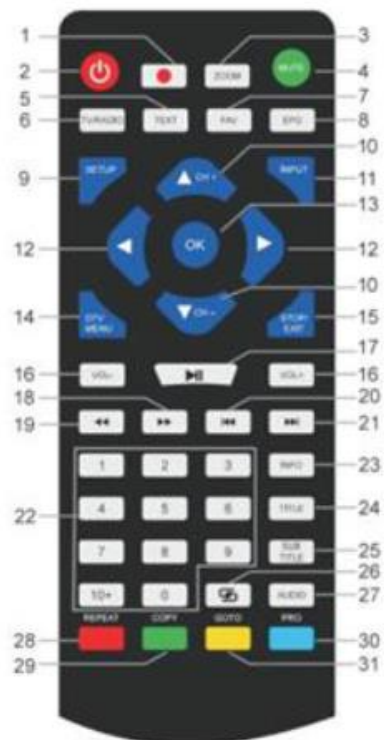 1
3
2
4
MUTE
ZOOM
5
7
6
8
TV/RADIO
TEXT
FAV
EPG
9
10
SETUP
CH+
INPUT
11
13
12
OK
12
10
14
DTV MENU
CH-
STOP/ EXIT
15
17
16
VOL-
VOL+
16
18
20
19
21
1
2
3
INFO
23
4
5
6
TITLE
24
22
7
8
9
SUB TITLE
25
26
10+
0
AUDIO
27
REPEAT
COPY
GOTO
PRO
28
30
29
31